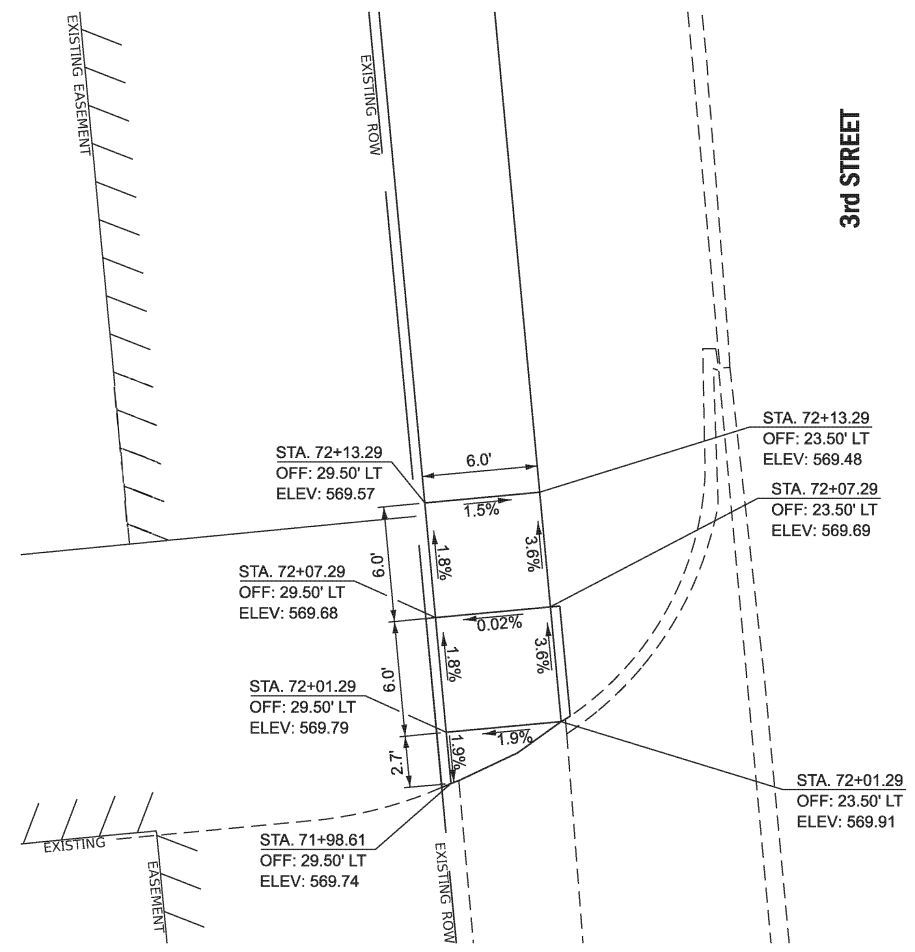 EXISTING EASEMENT
EXISTING ROW
3rd STREET
STA. 72+13.29
OFF: 23.50' LT
ELEV: 569.48
STA. 72+13.29
OFF: 29.50' LT
ELEV: 569.57
6.0'
1.5%
STA. 72+07.29
OFF: 23.50' LT
ELEV: 569.69
6.0'
1.8%
3.6%
STA. 72+07.29
OFF: 29.50' LT
ELEV: 569.68
0.02%
6.0'
1.8%
3.6%
STA. 72+01.29
OFF: 29.50' LT
ELEV: 569.79
1.9%
2.7'
1.9%
STA. 72+01.29
OFF: 23.50' LT
ELEV: 569.91
STA. 71+98.61
OFF: 29.50' LT
ELEV: 569.74
EXISTING
EASEMENT
EXISTING ROW